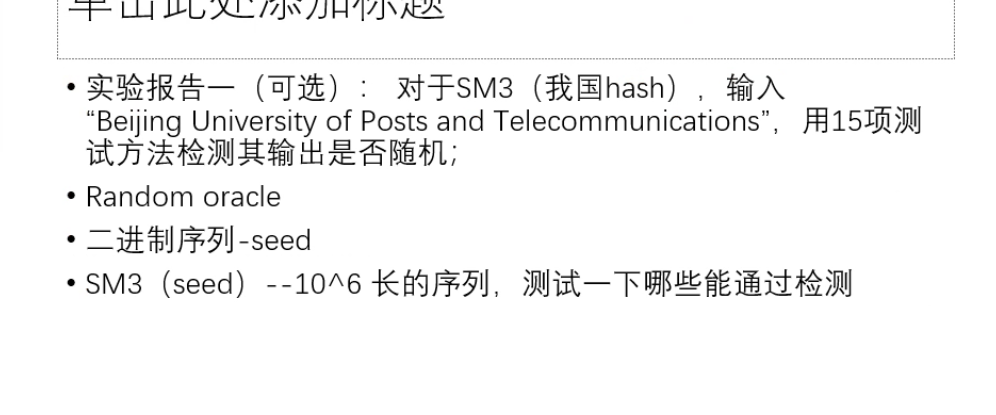 单击此处添加标题
• 实验报告一（可选）： 对于SM3（我国hash），输入
“Beijing University of Posts and Telecommunications”，用15项测
试方法检测其输出是否随机；
• Random oracle
• 二进制序列-seed
• SM3（se）--10^6 长的序列，测试一下哪些能通过检测